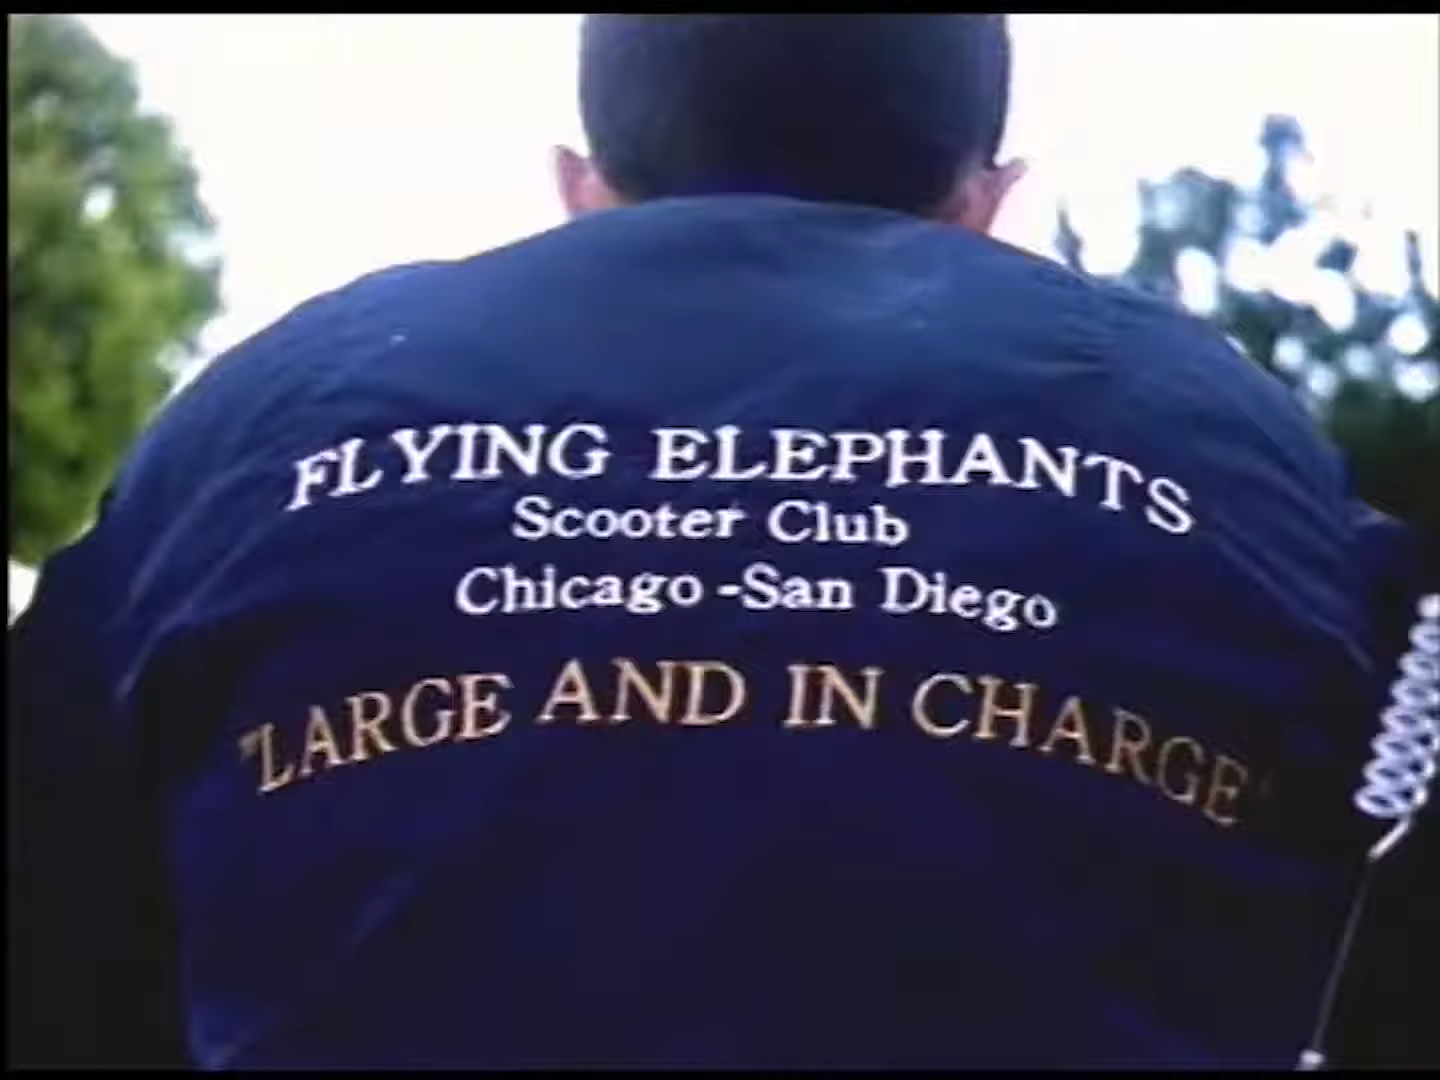 FLYING ELEPHANTS
Scooter Club
Chicago-San Diego
"LARGE AND IN CHARGE"